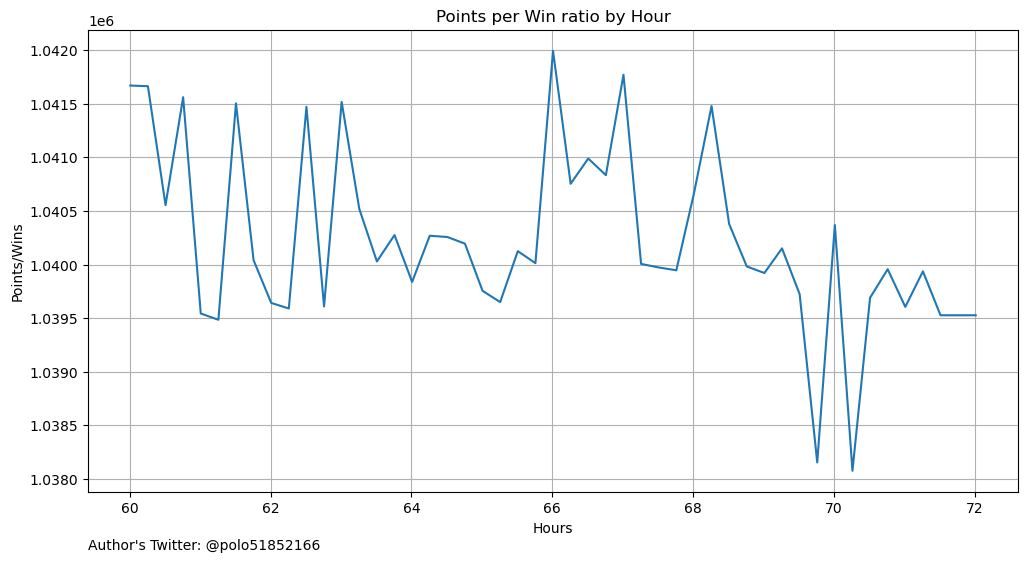 Points per Win ratio by Hour
1e6
1.0420
1.0415
1.0410
1.0405
1.0400
1.0395
1.0390
1.0385
1.0380
Points/Wins
60 62 64 66 68 70 72
Hours
Author's Twitter: @polo51852166